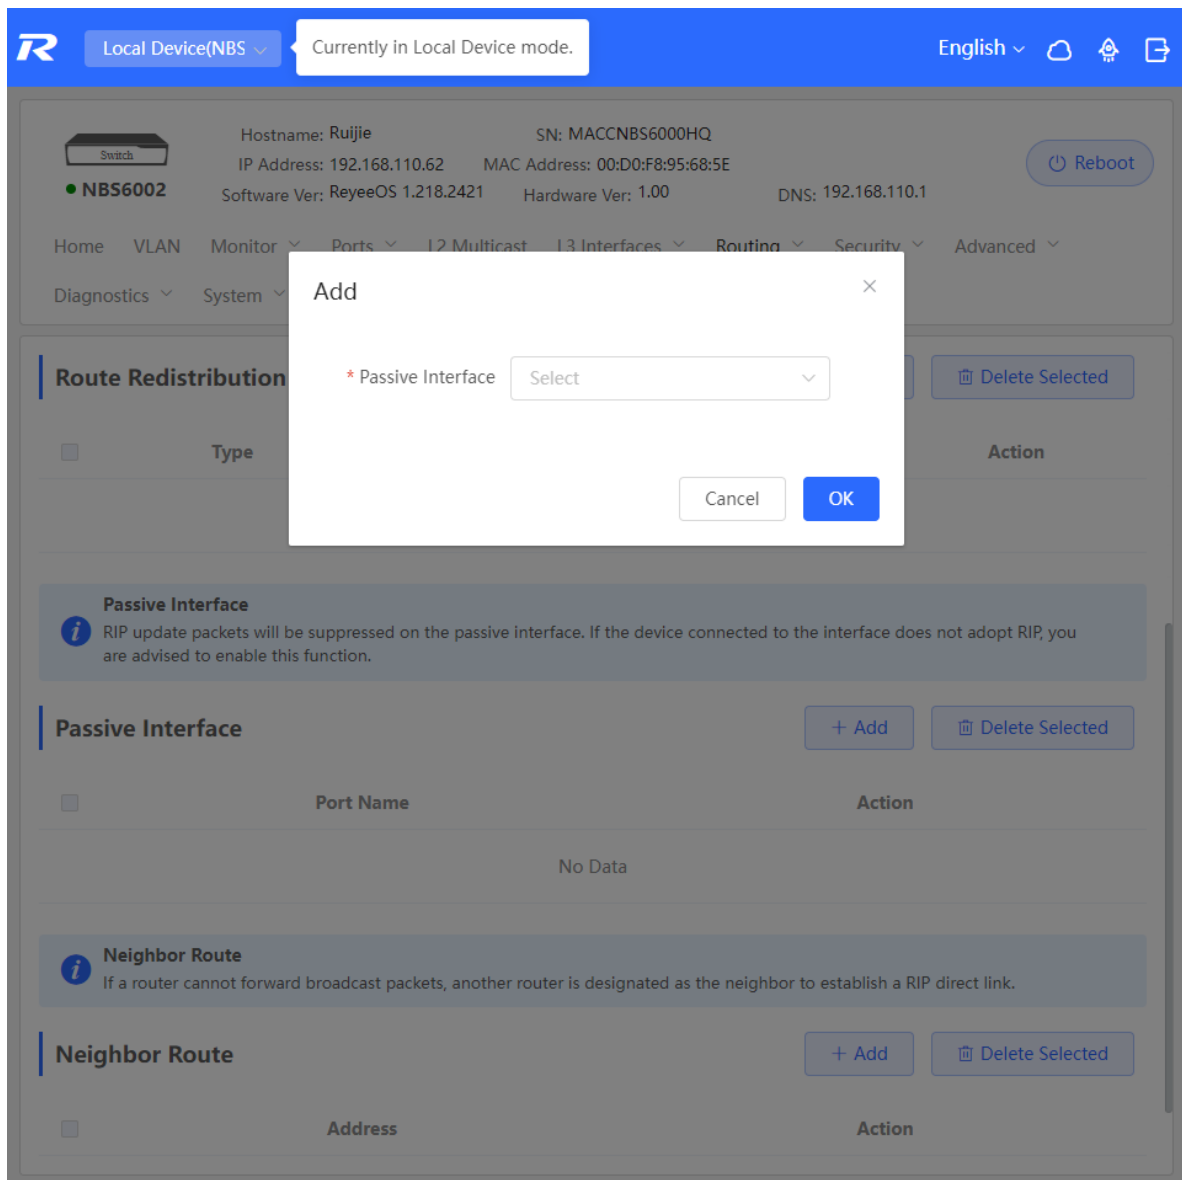 Local Device(NBS
Currently in Local Device mode.
English
Switch
NBS6002
Hostname: Ruijie
SN: MACCNBS6000HQ
IP Address: 192.168.110.62
MAC Address: 00:D0:F8:95:68:5E
Software Ver: ReyeeOS 1.218.2421
Hardware Ver: 1.00
DNS: 192.168.110.1
Reboot
Home VLAN Monitor Ports L2 Multicast L3 Interfaces Routing Security Advanced
Diagnostics System
Add
* Passive Interface Select
Cancel OK
Route Redistribution
Delete Selected
Type Action
Passive Interface
RIP update packets will be suppressed on the passive interface. If the device connected to the interface does not adopt RIP, you
are advised to enable this function.
Passive Interface
+ Add Delete Selected
Port Name Action
No Data
Neighbor Route
If a router cannot forward broadcast packets, another router is designated as the neighbor to establish a RIP direct link.
Neighbor Route
+ Add Delete Selected
Address Action